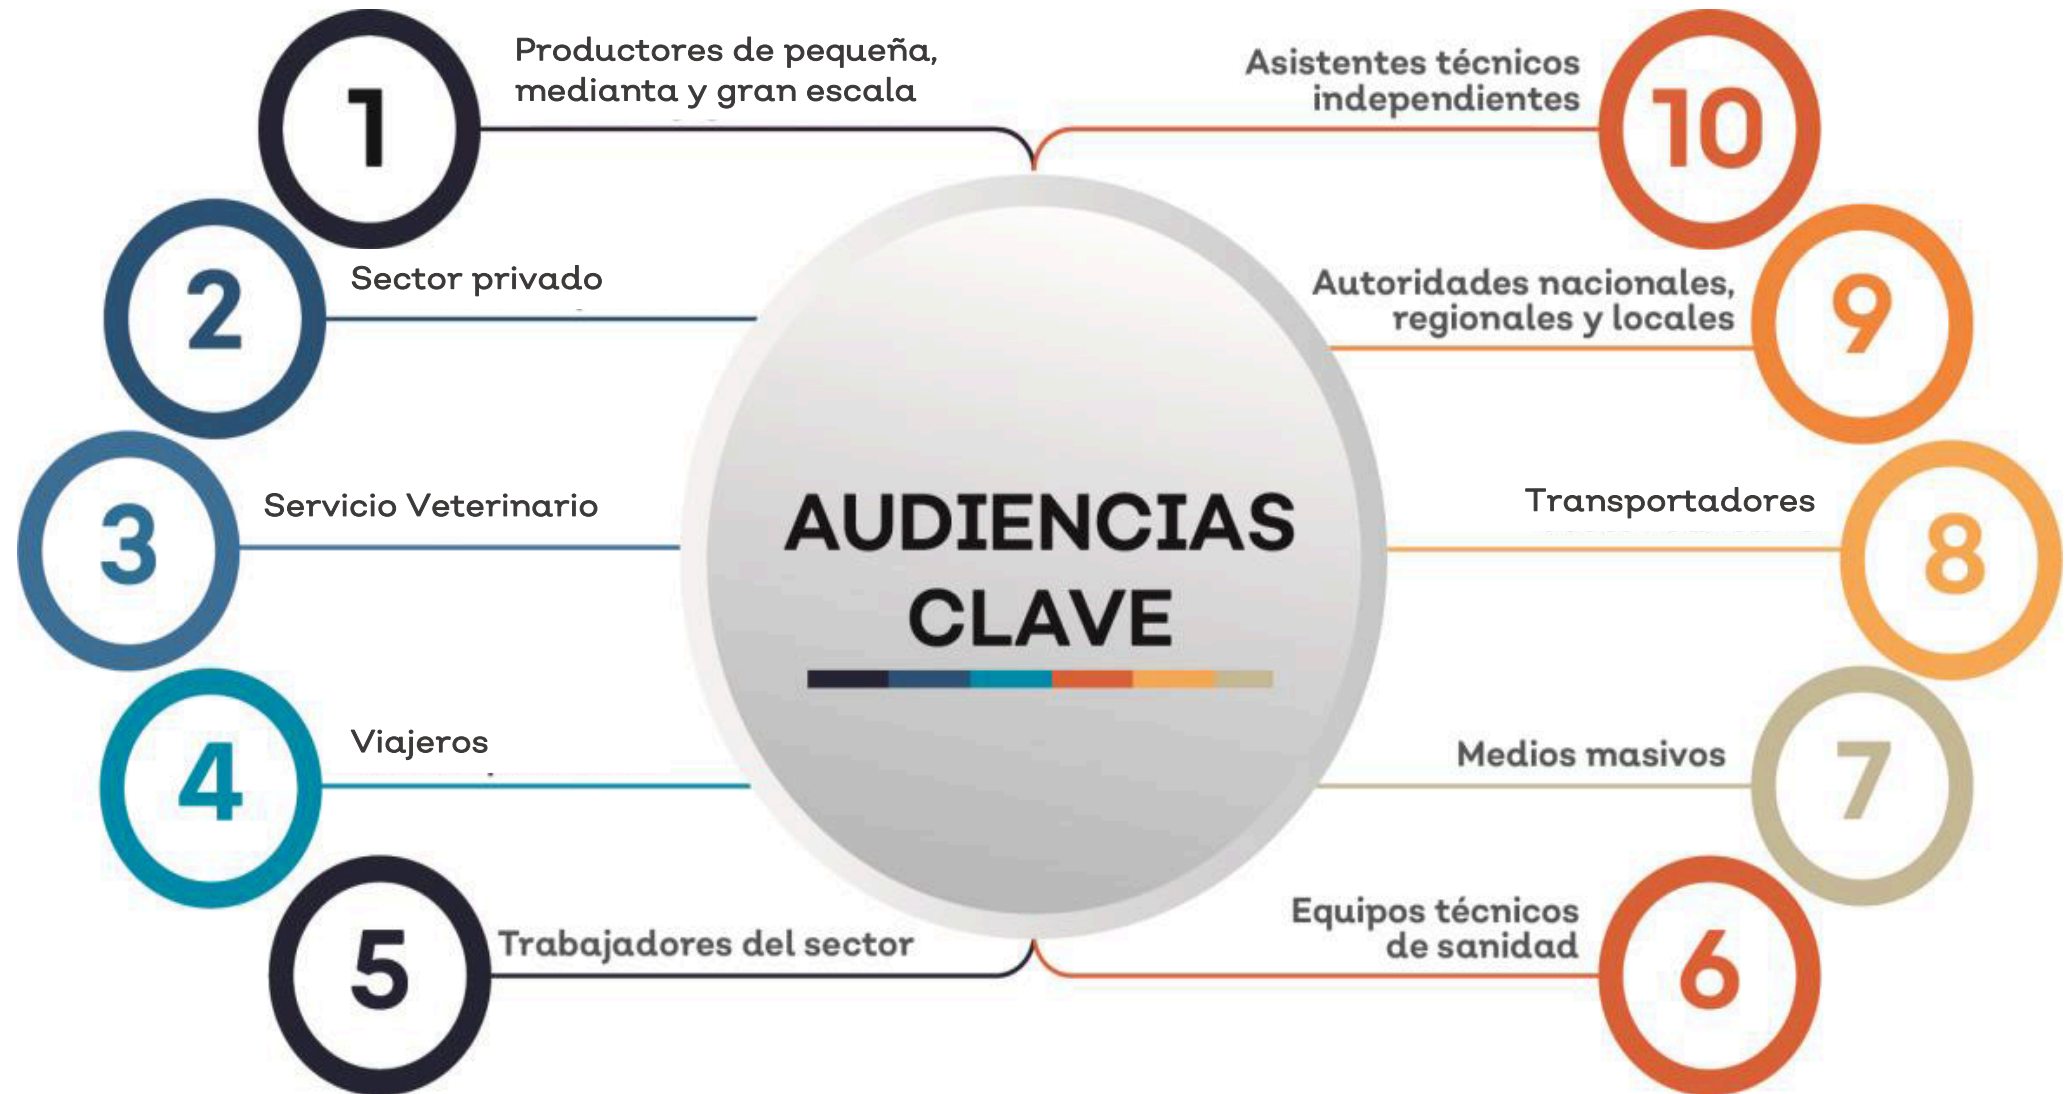 1
Productores de pequeña,
medianta y gran escala
2
Sector privado
3
Servicio Veterinario
4
Viajeros
5
Trabajadores del sector
AUDIENCIAS
CLAVE
Asistentes técnicos
independientes
10
Autoridades nacionales,
regionales y locales
9
Transportadores
8
Medios masivos
7
Equipos técnicos
de sanidad
6